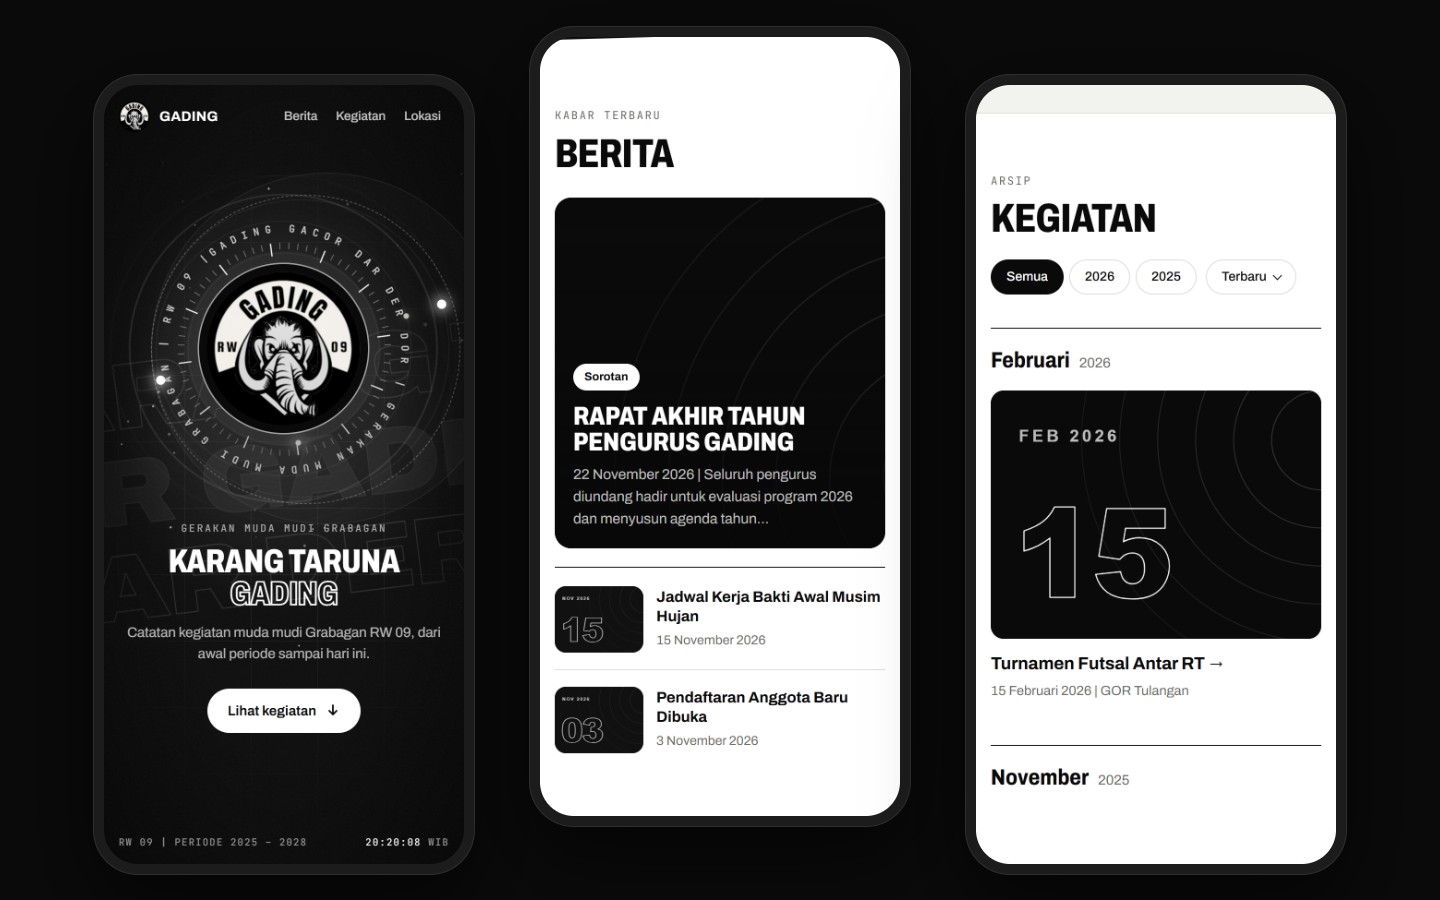 GADING
Berita
Kegiatan
Lokasi
RW 09 | GADING GACOR DAR DER DOR | GERAKAN MUDA MUDI GRABAGAN |
GADING
RW 09
GERAKAN MUDA MUDI GRABAGAN
KARANG TARUNA
GADING
Catatan kegiatan muda mudi Grabagan RW 09, dari
awal periode sampai hari ini.
Lihat kegiatan ↓
RW 09 | PERIODE 2025 – 2028
20:20:08 WIB
KABAR TERBARU
BERITA
Sorotan
RAPAT AKHIR TAHUN
PENGURUS GADING
22 November 2026 | Seluruh pengurus
diundang hadir untuk evaluasi program 2026
dan menyusun agenda tahun...
NOV 2026
15
Jadwal Kerja Bakti Awal Musim
Hujan
15 November 2026
NOV 2026
03
Pendaftaran Anggota Baru
Dibuka
3 November 2026
ARSIP
KEGIATAN
Semua
2026
2025
Terbaru
Februari 2026
FEB 2026
15
Turnamen Futsal Antar RT →
15 Februari 2026 | GOR Tulangan
November 2025